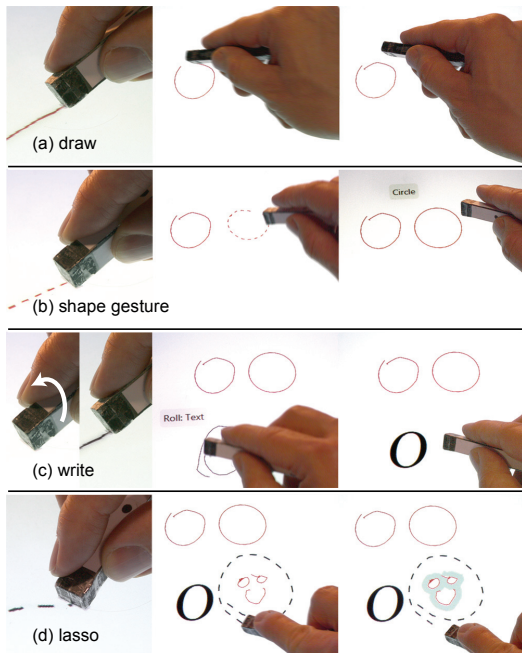 (a) draw
Circle
(b) shape gesture
Roll: Text
O
(c) write
O
O
(d) lasso